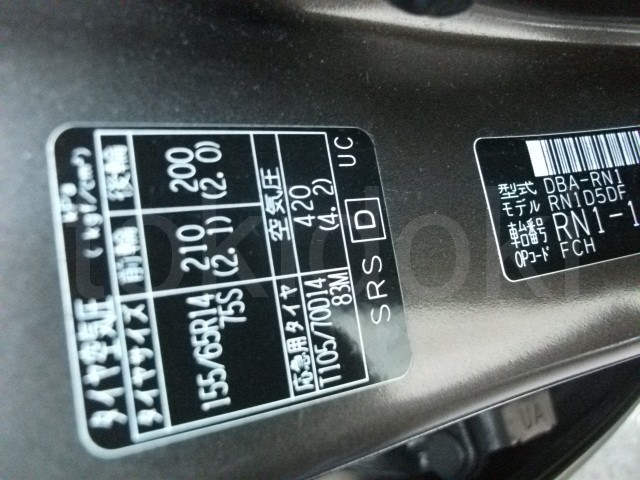 タイヤ空気圧 kPa (kgf/cm²)
タイヤサイズ 前輪 後輪
155/65R14 75S 210 (2.1) 200 (2.0)
応急用タイヤ 空気圧
T105/70D14 83M 420 (4.2)
SRS D UC
型式 DBA-RN1
モデル RN1D5DF
車台番号 RN1-1
OPコード FCH
UA
tokidoki